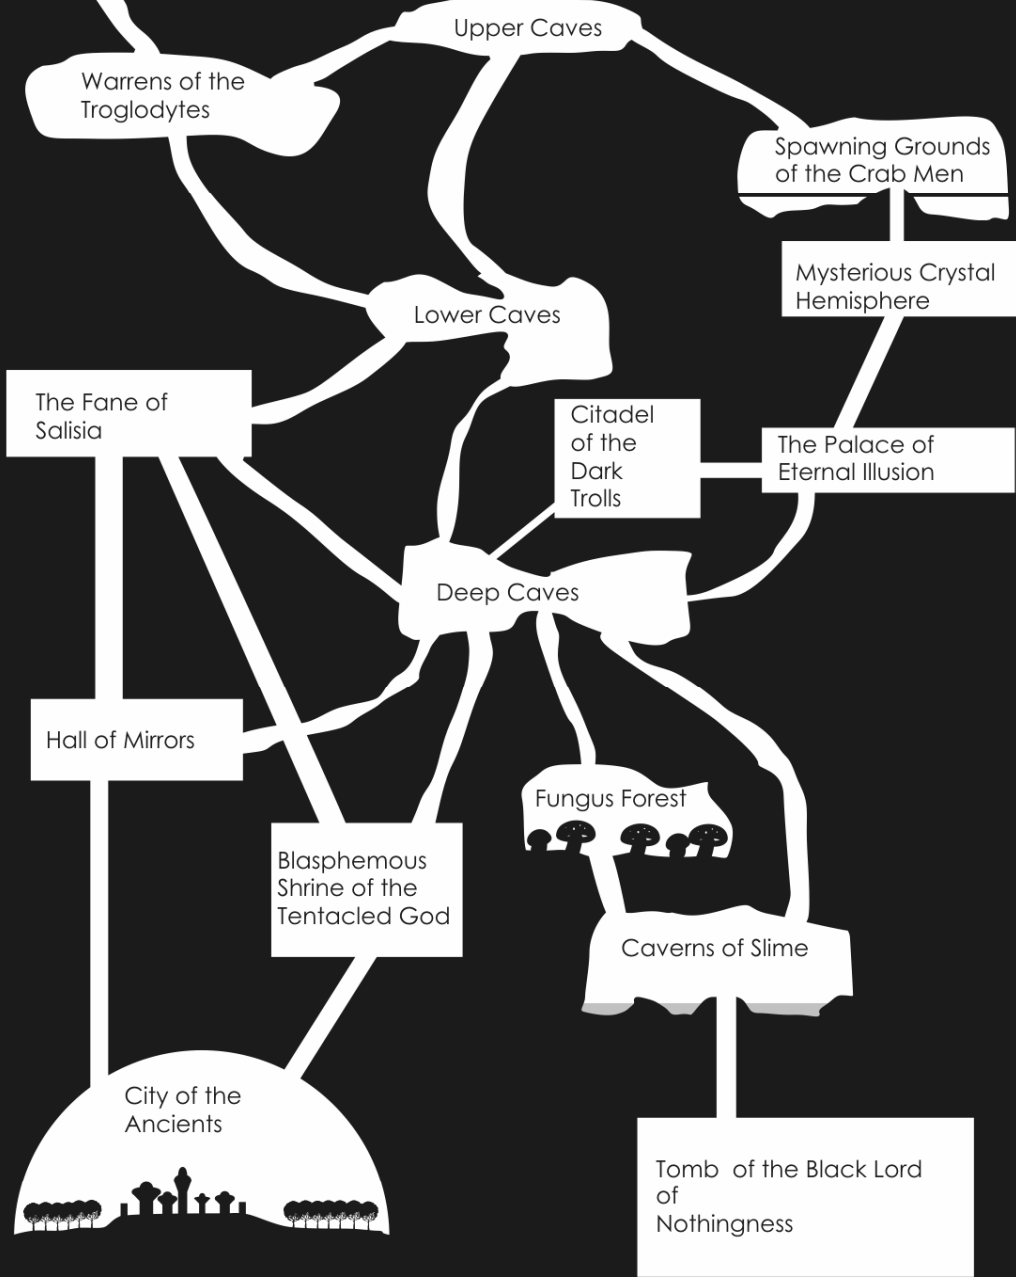 Upper Caves
Warrens of the
Troglodytes
Spawning Grounds
of the Crab Men
Mysterious Crystal
Hemisphere
Lower Caves
The Fane of
Salisia
Citadel
of the
Dark
Trolls
The Palace of
Eternal Illusion
Deep Caves
Hall of Mirrors
Fungus Forest
Blasphemous
Shrine of the
Tentacled God
Caverns of Slime
City of the
Ancients
Tomb  of the Black Lord
of
Nothingness